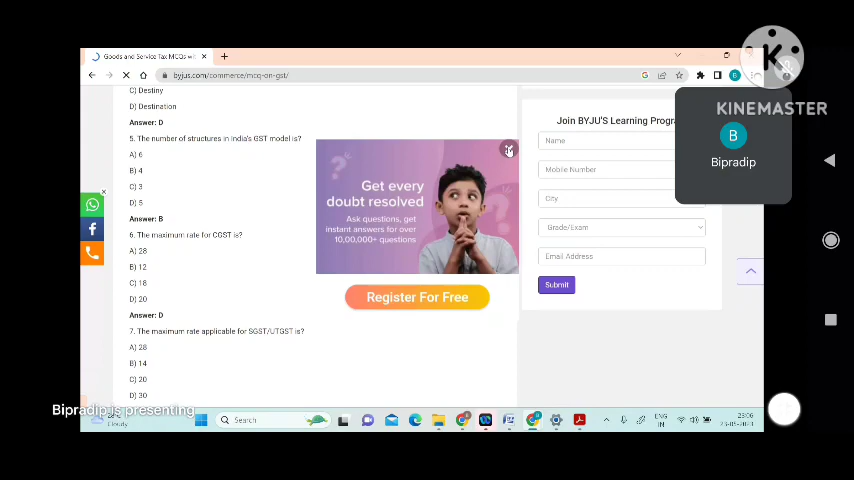 Goods and Service Tax MCQs wit
byjus.com/commerce/mcq-on-gst/
KINEMASTER
C) Destiny
D) Destination
Answer: D
5. The number of structures in India's GST model is?
A) 6
B) 4
C) 3
D) 5
Answer: B
6. The maximum rate for CGST is?
A) 28
B) 12
C) 18
D) 20
Answer: D
7. The maximum rate applicable for SGST/UTGST is?
A) 28
B) 14
C) 20
D) 30
Get every
doubt resolved
Ask questions, get
instant answers for over
10,00,000+ questions
Register For Free
Join BYJU'S Learning Progra
Name
Mobile Number
City
Grade/Exam
Email Address
Submit
B
Bipradip
Bipradip is presenting
Cloudy
Search
ENG
IN
23:06